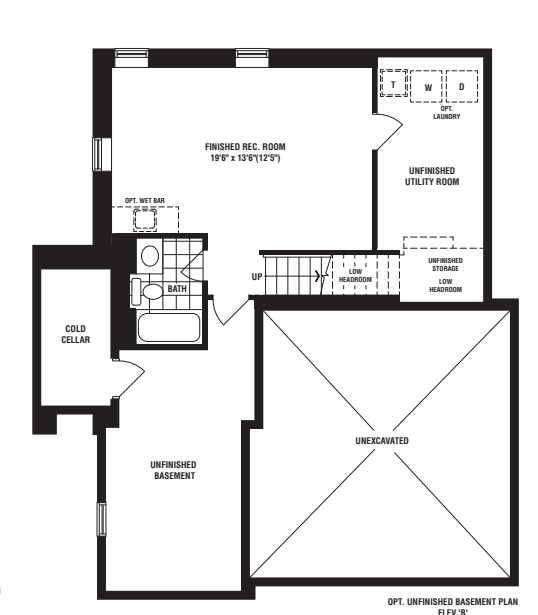 T
W
D
OPT.
LAUNDRY
FINISHED REC. ROOM
19'6" x 13'6"(12'5")
UNFINISHED
UTILITY ROOM
OPT. WET BAR
UNFINISHED
STORAGE
LOW
HEADROOM
UP
LOW
HEADROOM
BATH
COLD
CELLAR
UNEXCAVATED
UNFINISHED
BASEMENT
OPT. UNFINISHED BASEMENT PLAN
ELEV 'B'